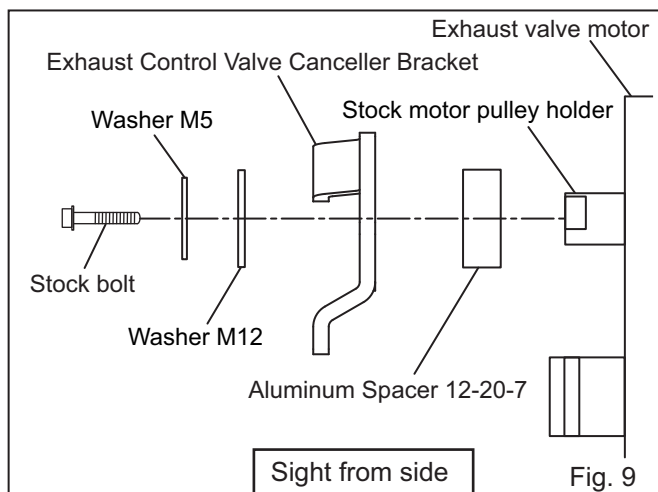 Exhaust valve motor
Exhaust Control Valve Canceller Bracket
Stock motor pulley holder
Washer M5
Stock bolt
Washer M12
Aluminum Spacer 12-20-7
Sight from side
Fig. 9